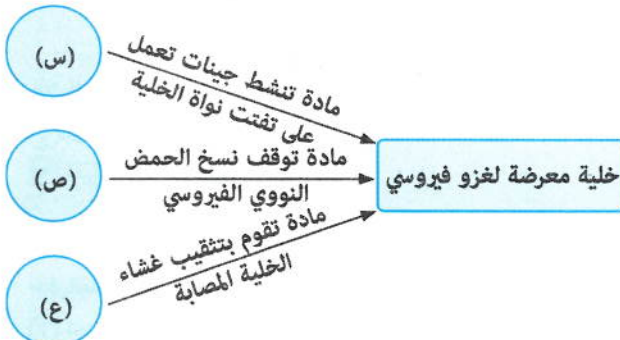 (س)
مادة تنشط جينات تعمل
على تفتت نواة الخلية
(ص)
مادة توقف نسخ الحمض
النووي الفيروسي
خلية معرضة لغزو فيروسي
(ع)
مادة تقوم بتثقيب غشاء
الخلية المصابة